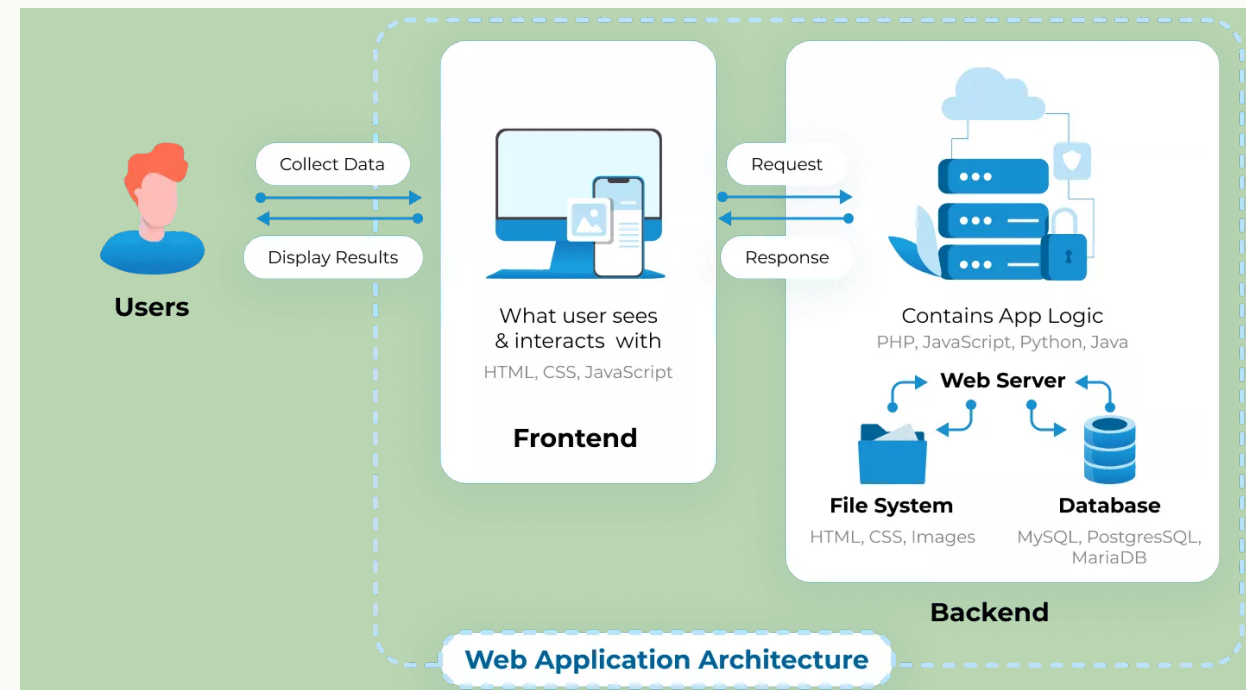 Collect Data
Display Results
Users
What user sees
& interacts with
HTML, CSS, JavaScript
Frontend
Request
Response
Contains App Logic
PHP, JavaScript, Python, Java
Web Server
File System
HTML, CSS, Images
Database
MySQL, PostgresSQL,
MariaDB
Backend
Web Application Architecture